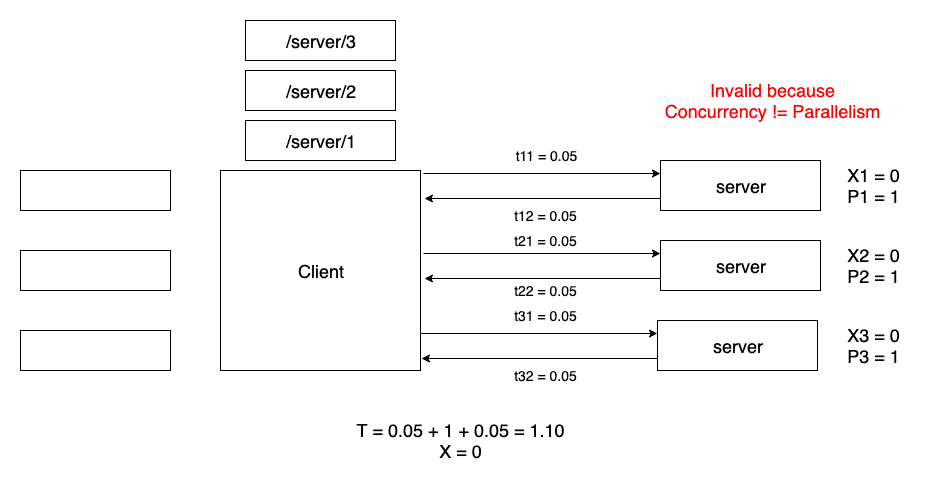 /server/3
/server/2
/server/1
Invalid because
Concurrency != Parallelism
t11 = 0.05
server
X1 = 0
P1 = 1
t12 = 0.05
t21 = 0.05
Client
server
X2 = 0
P2 = 1
t22 = 0.05
t31 = 0.05
server
X3 = 0
P3 = 1
t32 = 0.05
T = 0.05 + 1 + 0.05 = 1.10
X = 0